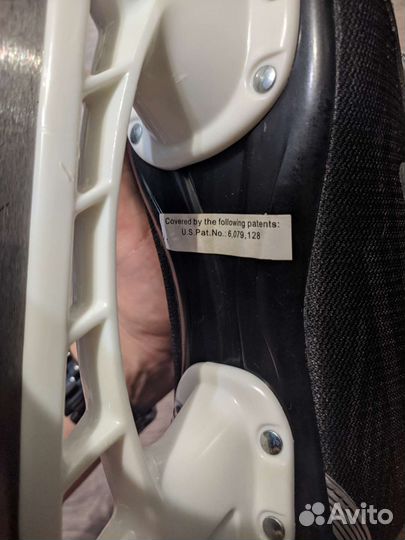 Covered by the following patents:
U.S.Pat.No.:6,079,128
Avito